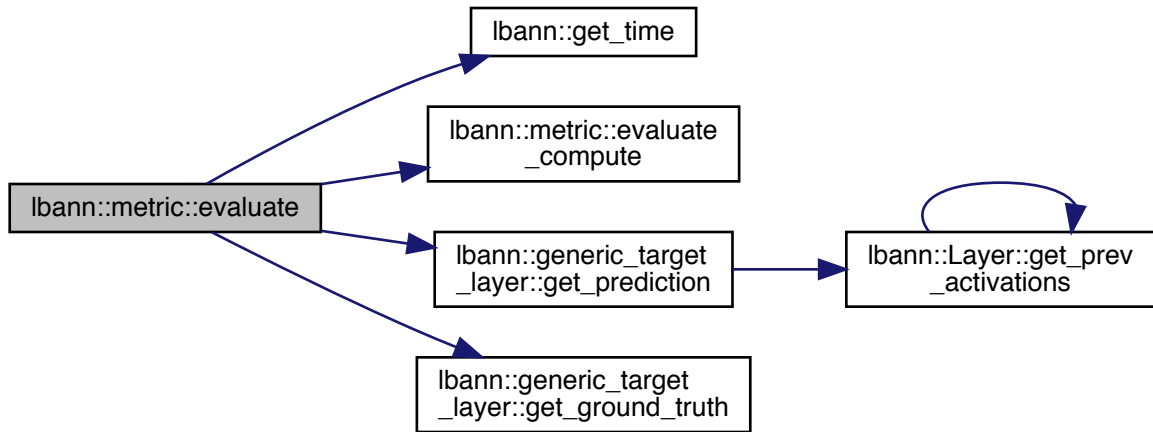 lbann::get_time
lbann::metric::evaluate
_compute
lbann::metric::evaluate
lbann::generic_target
_layer::get_prediction
lbann::Layer::get_prev
_activations
lbann::generic_target
_layer::get_ground_truth